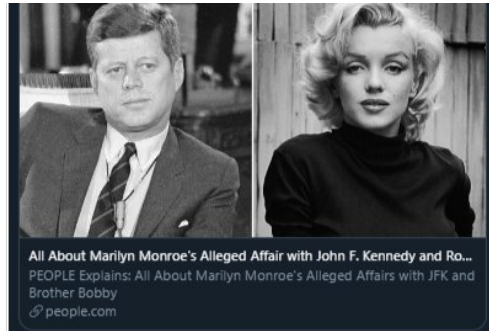 All About Marilyn Monroe's Alleged Affair with John F. Kennedy and Ro...
PEOPLE Explains: All About Marilyn Monroe's Alleged Affairs with JFK and
Brother Bobby
people.com